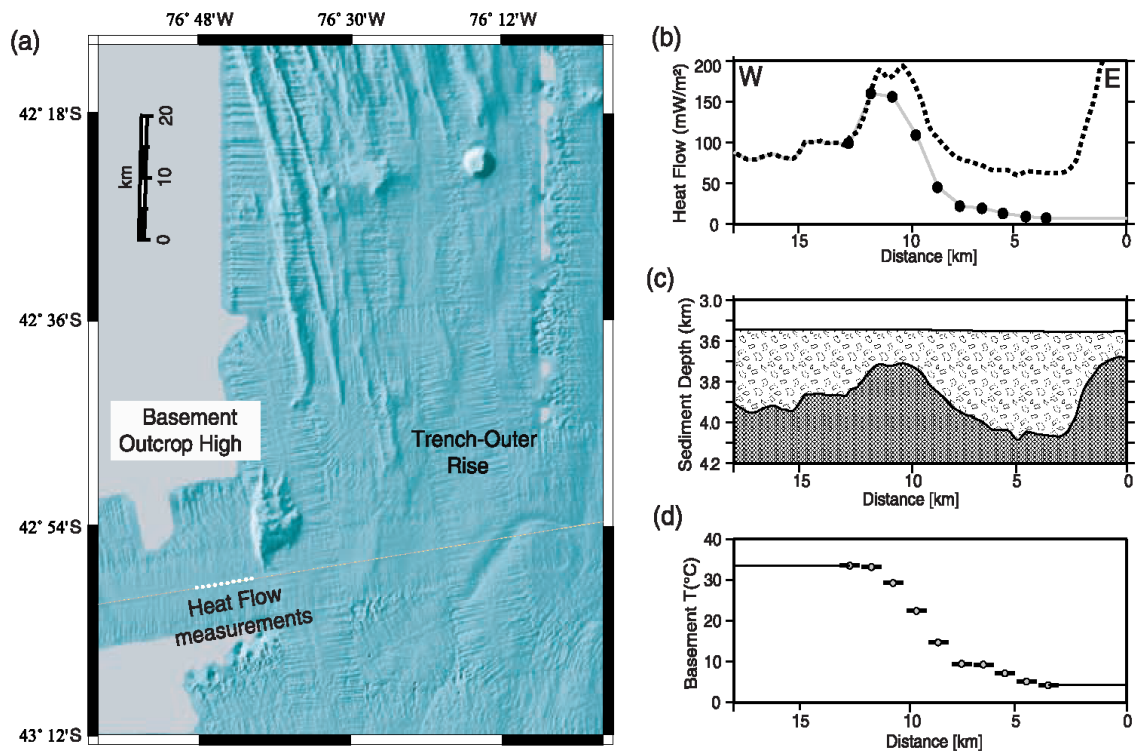 (a)
76° 48'W
76° 30'W
76° 12'W
42° 18'S
42° 36'S
42° 54'S
43° 12'S
km
20
10
0
Basement
Outcrop High
Trench-Outer
Rise
Heat Flow
measurements
(b)
Heat Flow (mW/m²)
200
150
100
50
0
W
E
15
10
5
0
Distance [km]
(c)
Sediment Depth (km)
3.0
3.6
3.8
4.0
4.2
15
10
5
0
Distance [km]
(d)
Basement T(°C)
40
30
20
10
0
15
10
5
0
Distance [km]